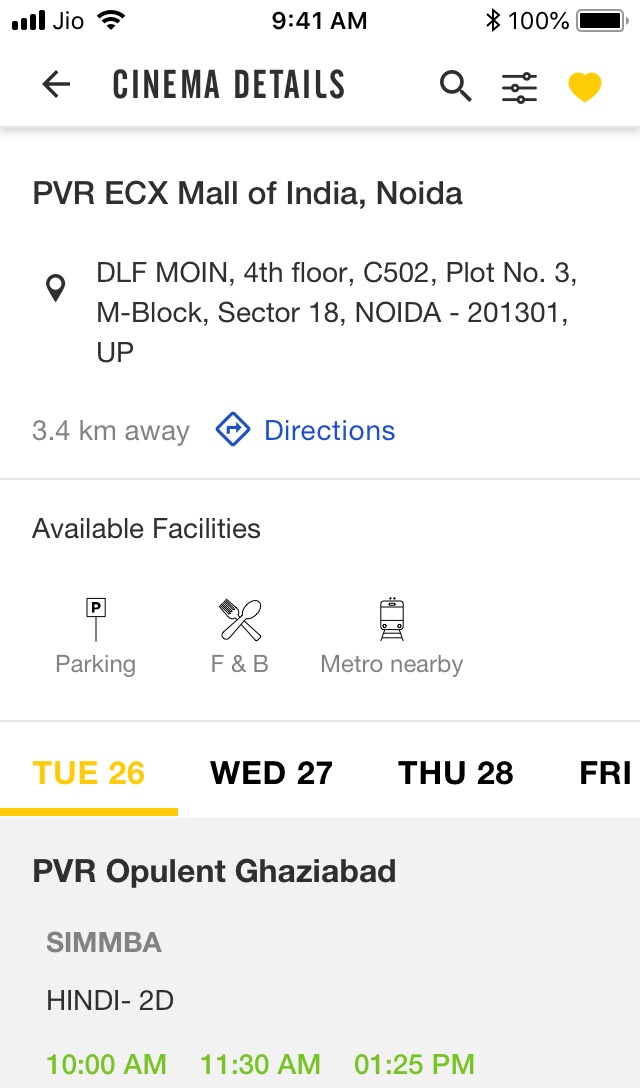 Jio 9:41 AM 100%
CINEMA DETAILS
PVR ECX Mall of India, Noida
DLF MOIN, 4th floor, C502, Plot No. 3,
M-Block, Sector 18, NOIDA - 201301,
UP
3.4 km away Directions
Available Facilities
P
Parking F & B Metro nearby
TUE 26 WED 27 THU 28 FRI
PVR Opulent Ghaziabad
SIMMBA
HINDI- 2D
10:00 AM 11:30 AM 01:25 PM